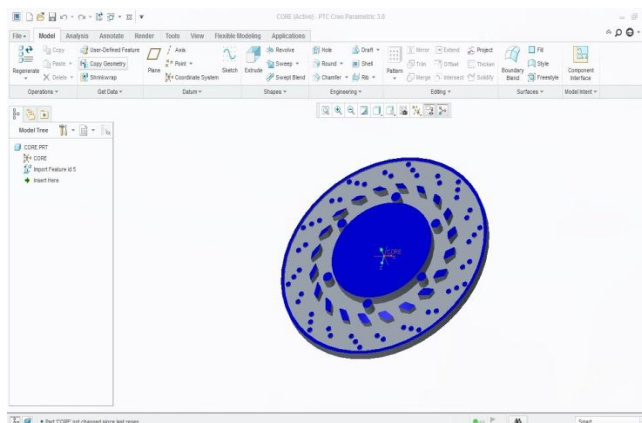 CORE (Active) - PTC Creo Parametric 3.0
File Model Analysis Annotate Render Tools View Flexible Modeling Applications
Regenerate
Copy
Paste
Delete
Operations
User-Defined Feature
Copy Geometry
Shrinkwrap
Get Data
Plane
Axis
Point
Coordinate System
Sketch
Datum
Extrude
Revolve
Sweep
Swept Blend
Shapes
Hole
Round
Chamfer
Draft
Shell
Rib
Engineering
Pattern
Mirror
Trim
Merge
Extend
Offset
Intersect
Project
Thicken
Solidify
Editing
Boundary Blend
Fill
Style
Freestyle
Surfaces
Component Interface
Model Intent
Model Tree
CORE.PRT
CORE
Import Feature id 5
Insert Here
CORE
Part 'CORE' not changed since last regen.
Smart